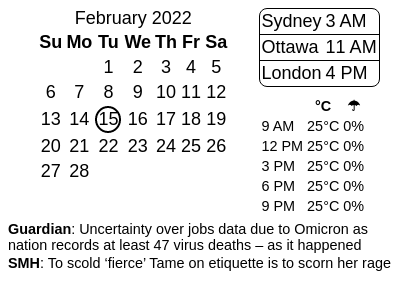 February 2022
Su Mo Tu We Th Fr Sa
1 2 3 4 5
6 7 8 9 10 11 12
13 14 15 16 17 18 19
20 21 22 23 24 25 26
27 28
Sydney 3 AM
Ottawa 11 AM
London 4 PM
°C ☂
9 AM 25°C 0%
12 PM 25°C 0%
3 PM 25°C 0%
6 PM 25°C 0%
9 PM 25°C 0%
Guardian: Uncertainty over jobs data due to Omicron as
nation records at least 47 virus deaths – as it happened
SMH: To scold ‘fierce’ Tame on etiquette is to scorn her rage